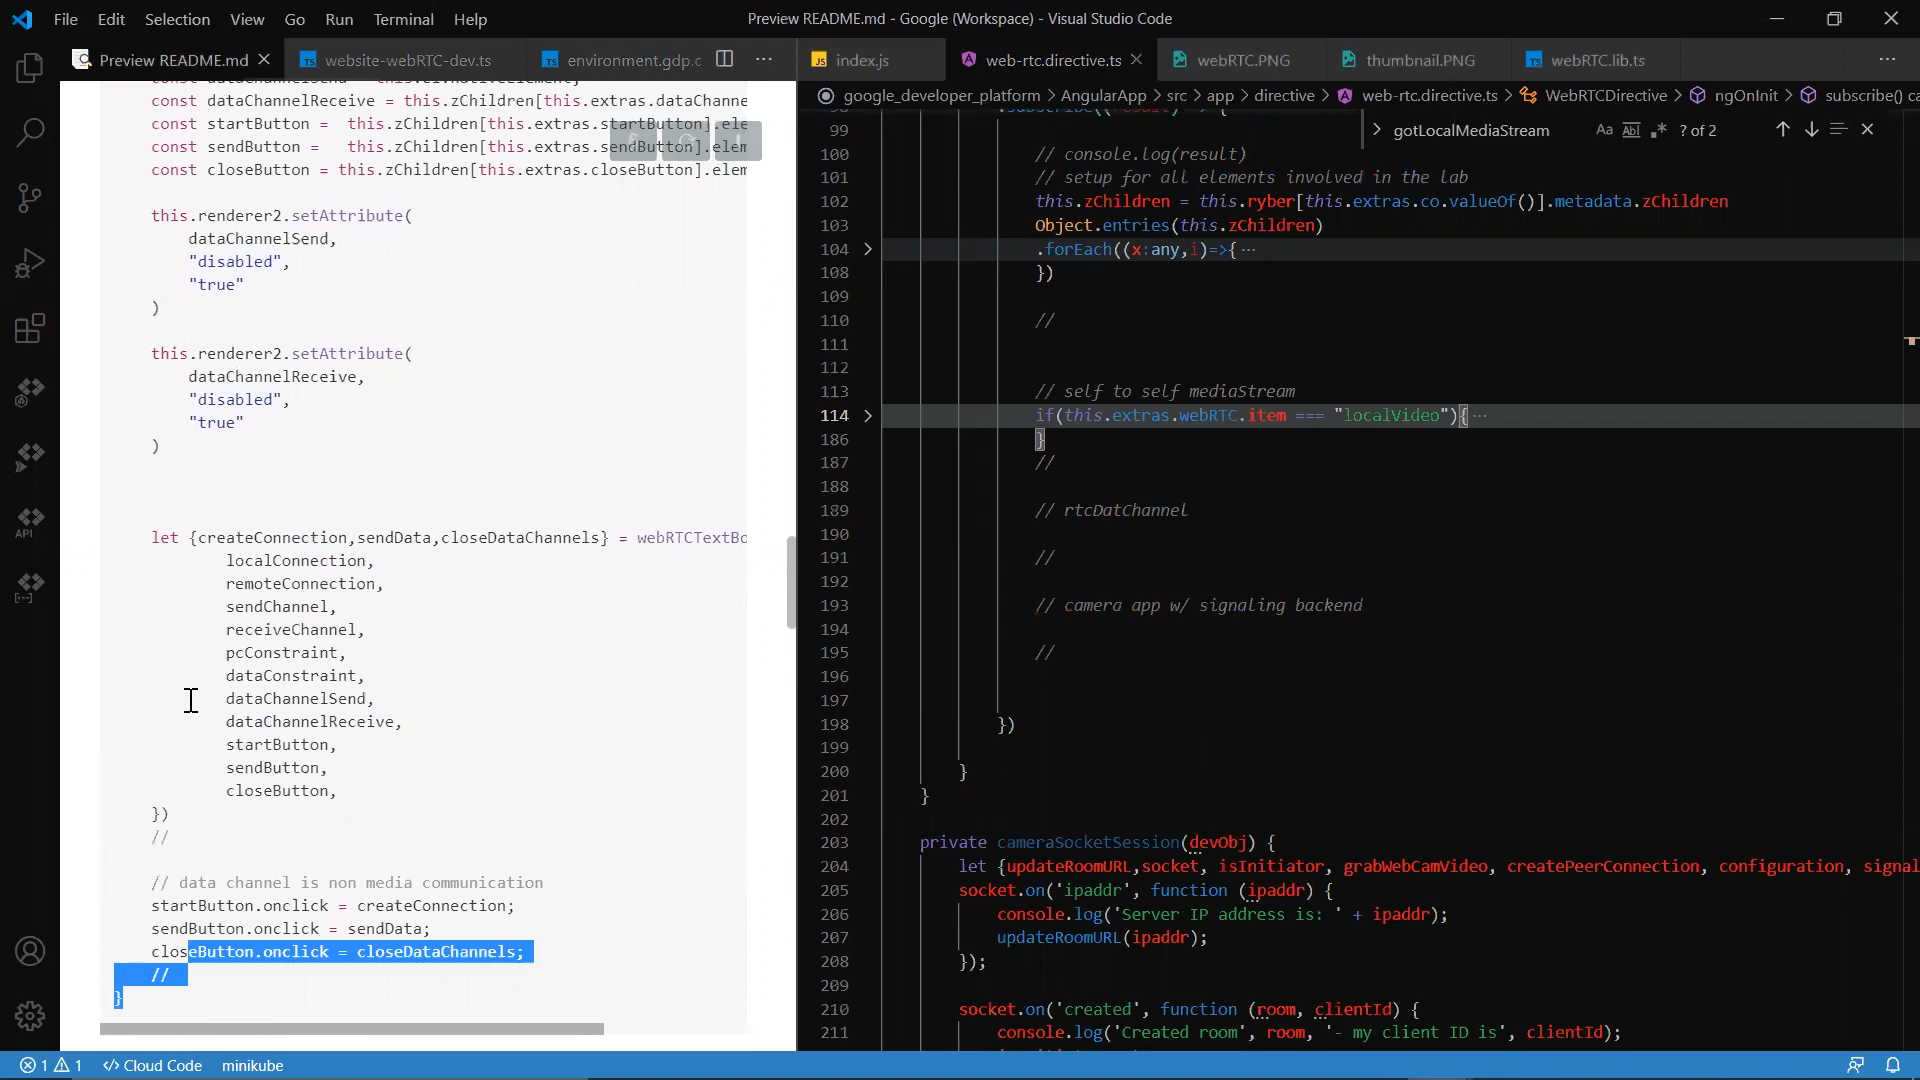 File Edit Selection View Go Run Terminal Help
Preview README.md - Google (Workspace) - Visual Studio Code
Preview README.md
website-webRTC-dev.ts
environment.gdp.c
const dataChannelReceive = this.zChildren[this.extras.dataChanne
const startButton = this.zChildren[this.extras.startButton].ele
const sendButton = this.zChildren[this.extras.sendButton].elem
const closeButton = this.zChildren[this.extras.closeButton].elem
this.renderer2.setAttribute(
dataChannelSend,
"disabled",
"true"
)
this.renderer2.setAttribute(
dataChannelReceive,
"disabled",
"true"
)
let {createConnection,sendData,closeDataChannels} = webRTCTextBo
localConnection,
remoteConnection,
sendChannel,
receiveChannel,
pcConstraint,
dataConstraint,
dataChannelSend,
dataChannelReceive,
startButton,
sendButton,
closeButton,
})
//
// data channel is non media communication
startButton.onclick = createConnection;
sendButton.onclick = sendData;
closeButton.onclick = closeDataChannels;
//
}
index.js
web-rtc.directive.ts
webRTC.PNG
thumbnail.PNG
webRTC.lib.ts
google_developer_platform > AngularApp > src > app > directive > web-rtc.directive.ts > WebRTCDirective > ngOnInit > subscribe() ca
gotLocalMediaStream Aa Ab .* ? of 2
99
100 // console.log(result)
101 // setup for all elements involved in the lab
102 this.zChildren = this.ryber[this.extras.co.valueOf()].metadata.zChildren
103 Object.entries(this.zChildren)
104 .forEach((x:any,i)=>{ ···
108 })
109
110 //
111
112
113 // self to self mediaStream
114 if(this.extras.webRTC.item === "localVideo"){ ···
186 }
187 //
188
189 // rtcDatChannel
190
191 //
192
193 // camera app w/ signaling backend
194
195 //
196
197
198 })
199
200 }
201 }
202
203 private cameraSocketSession(devObj) {
204 let {updateRoomURL,socket, isInitiator, grabWebCamVideo, createPeerConnection, configuration, signal
205 socket.on('ipaddr', function (ipaddr) {
206 console.log('Server IP address is: ' + ipaddr);
207 updateRoomURL(ipaddr);
208 });
209
210 socket.on('created', function (room, clientId) {
211 console.log('Created room', room, '- my client ID is', clientId);
API
1 1 Cloud Code minikube